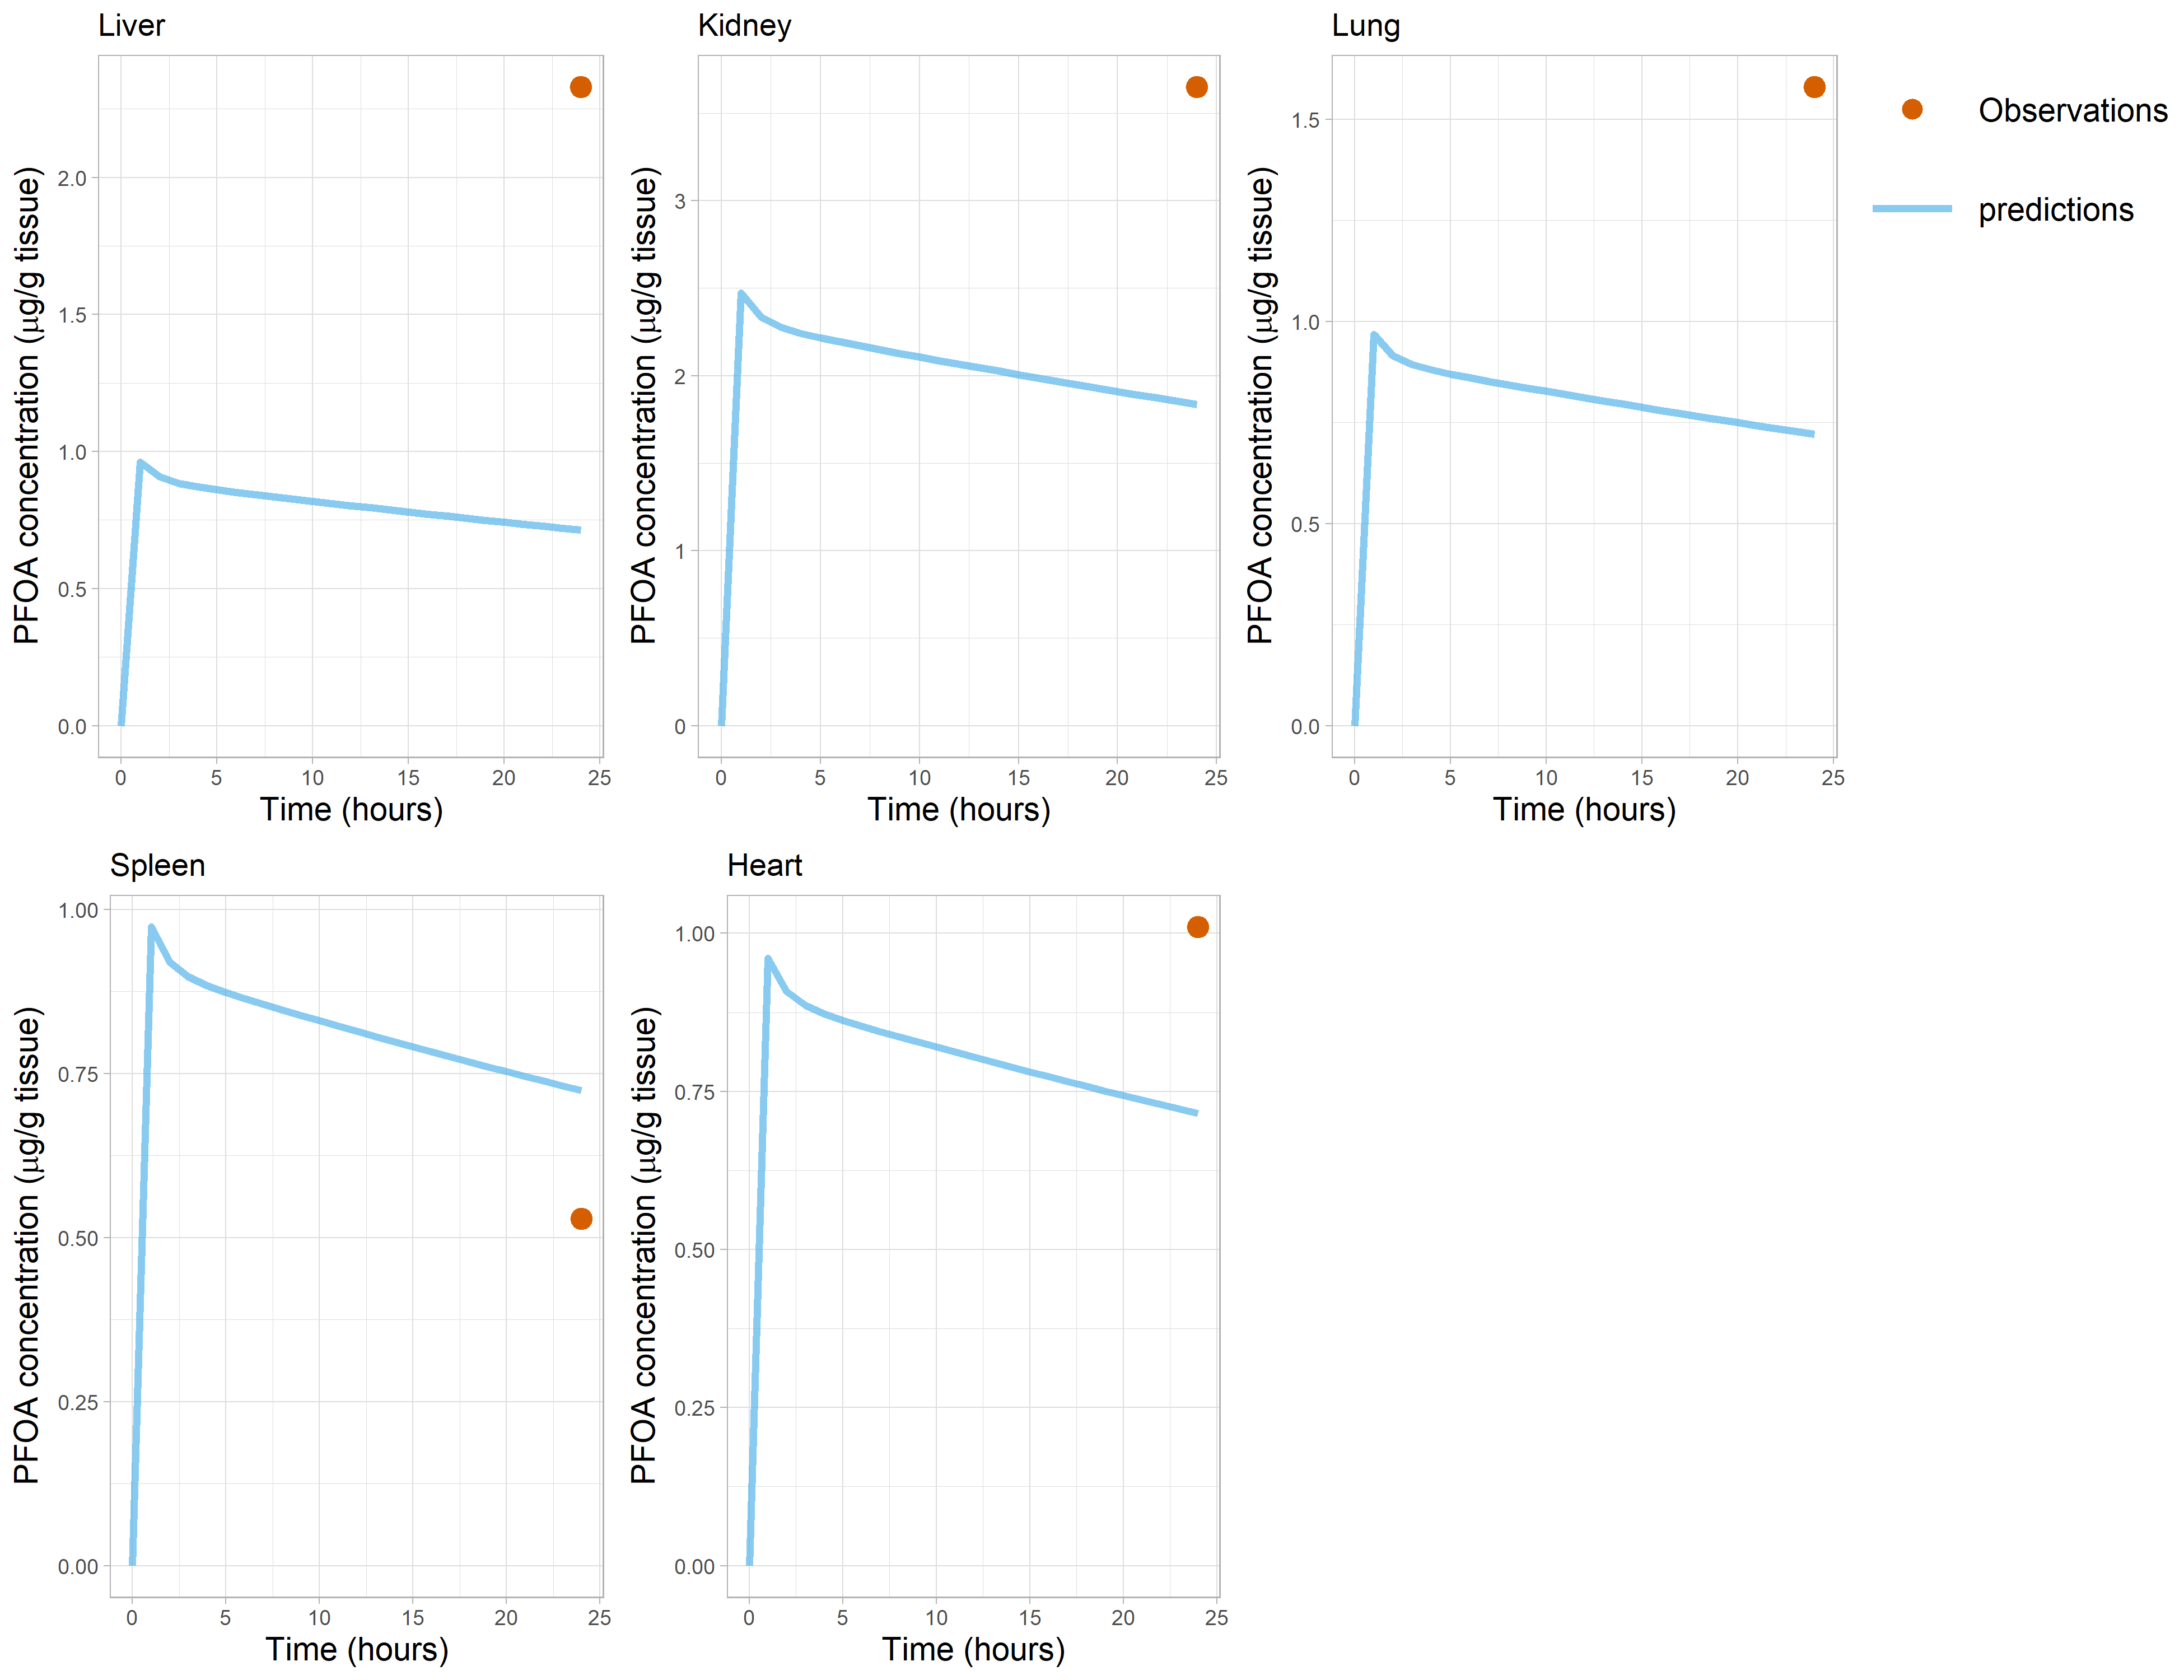 Liver
PFOA concentration (μg/g tissue)
2.0
1.5
1.0
0.5
0.0
0 5 10 15 20 25
Time (hours)
Kidney
PFOA concentration (μg/g tissue)
3
2
1
0
0 5 10 15 20 25
Time (hours)
Lung
PFOA concentration (μg/g tissue)
1.5
1.0
0.5
0.0
0 5 10 15 20 25
Time (hours)
Observations
predictions
Spleen
PFOA concentration (μg/g tissue)
1.00
0.75
0.50
0.25
0.00
0 5 10 15 20 25
Time (hours)
Heart
PFOA concentration (μg/g tissue)
1.00
0.75
0.50
0.25
0.00
0 5 10 15 20 25
Time (hours)